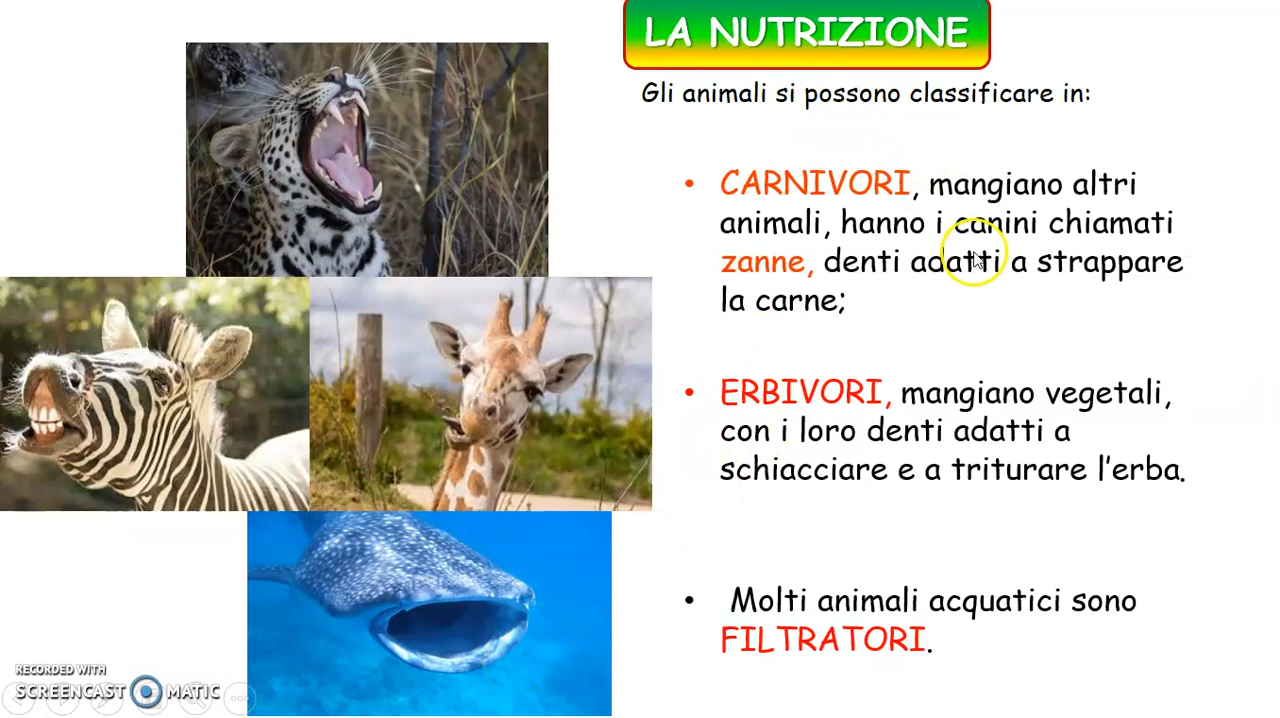 LA NUTRIZIONE
Gli animali si possono classificare in:
• CARNIVORI, mangiano altri
animali, hanno i canini chiamati
zanne, denti adatti a strappare
la carne;
• ERBIVORI, mangiano vegetali,
con i loro denti adatti a
schiacciare e a triturare l'erba.
• Molti animali acquatici sono
FILTRATORI.
RECORDED WITH
SCREENCAST MATIC